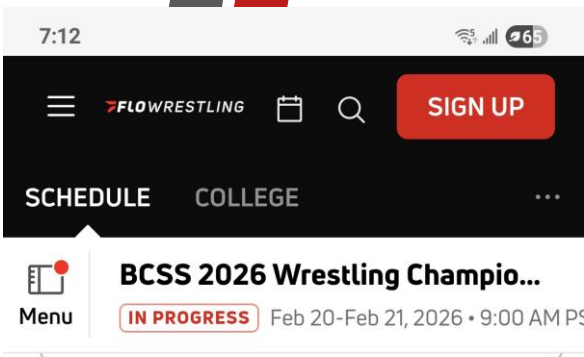 7:12 65
FLOWRESTLING SIGN UP
SCHEDULE COLLEGE
BCSS 2026 Wrestling Champio...
Menu IN PROGRESS Feb 20-Feb 21, 2026 • 9:00 AM PS